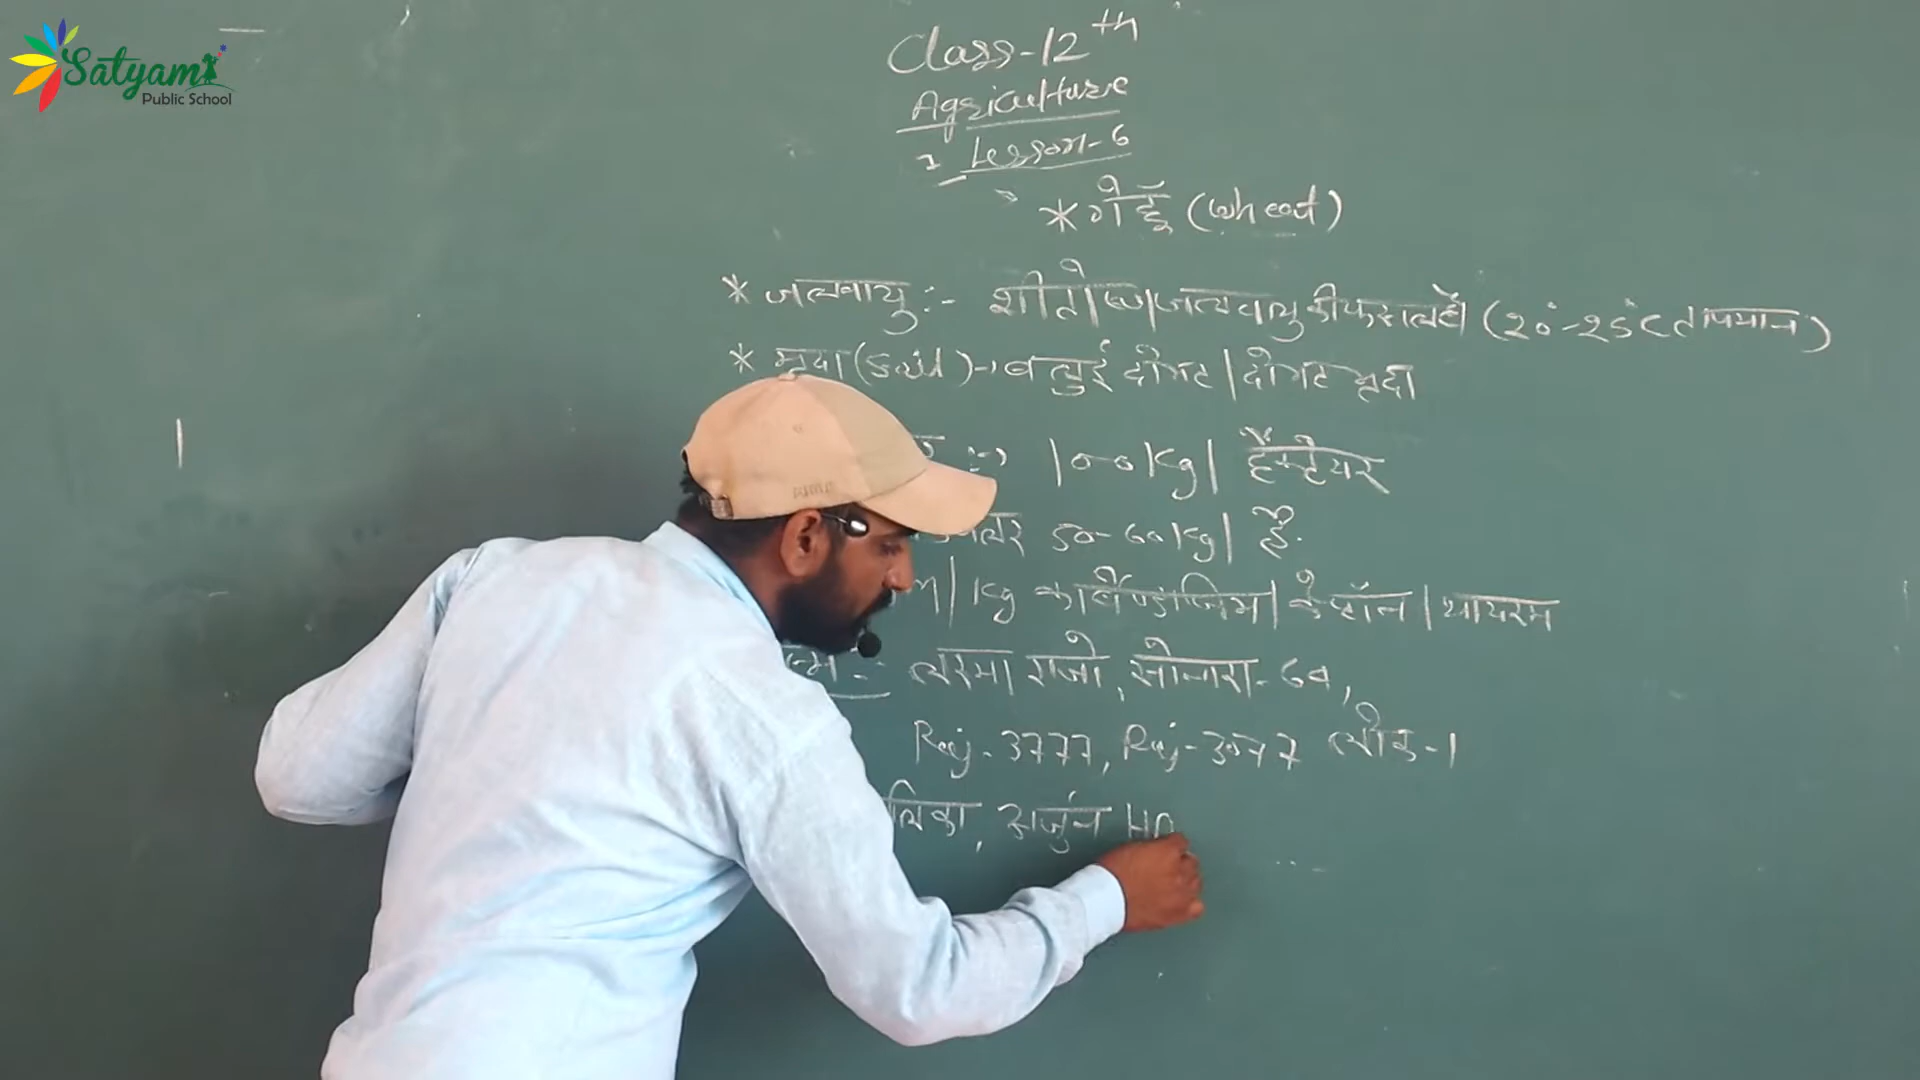 Satyam
Public School
Class-12th
Agriculture
Lesson-6
* गेहूँ (Wheat)
* जलवायु :- शीतोष्ण जलवायु की फसल है। (20°-25°C तापमान)
* मृदा (Soil) → बलुई दोमट / दोमट मृदा
100 kg / हैक्टेयर
50-60 kg / है.
kg कार्बेण्डाजिम / केप्टॉन / थायरम
लरमा राजो, सोनारा-64,
Raj-3777, Raj-3077 लोक-1
अर्जुन HD